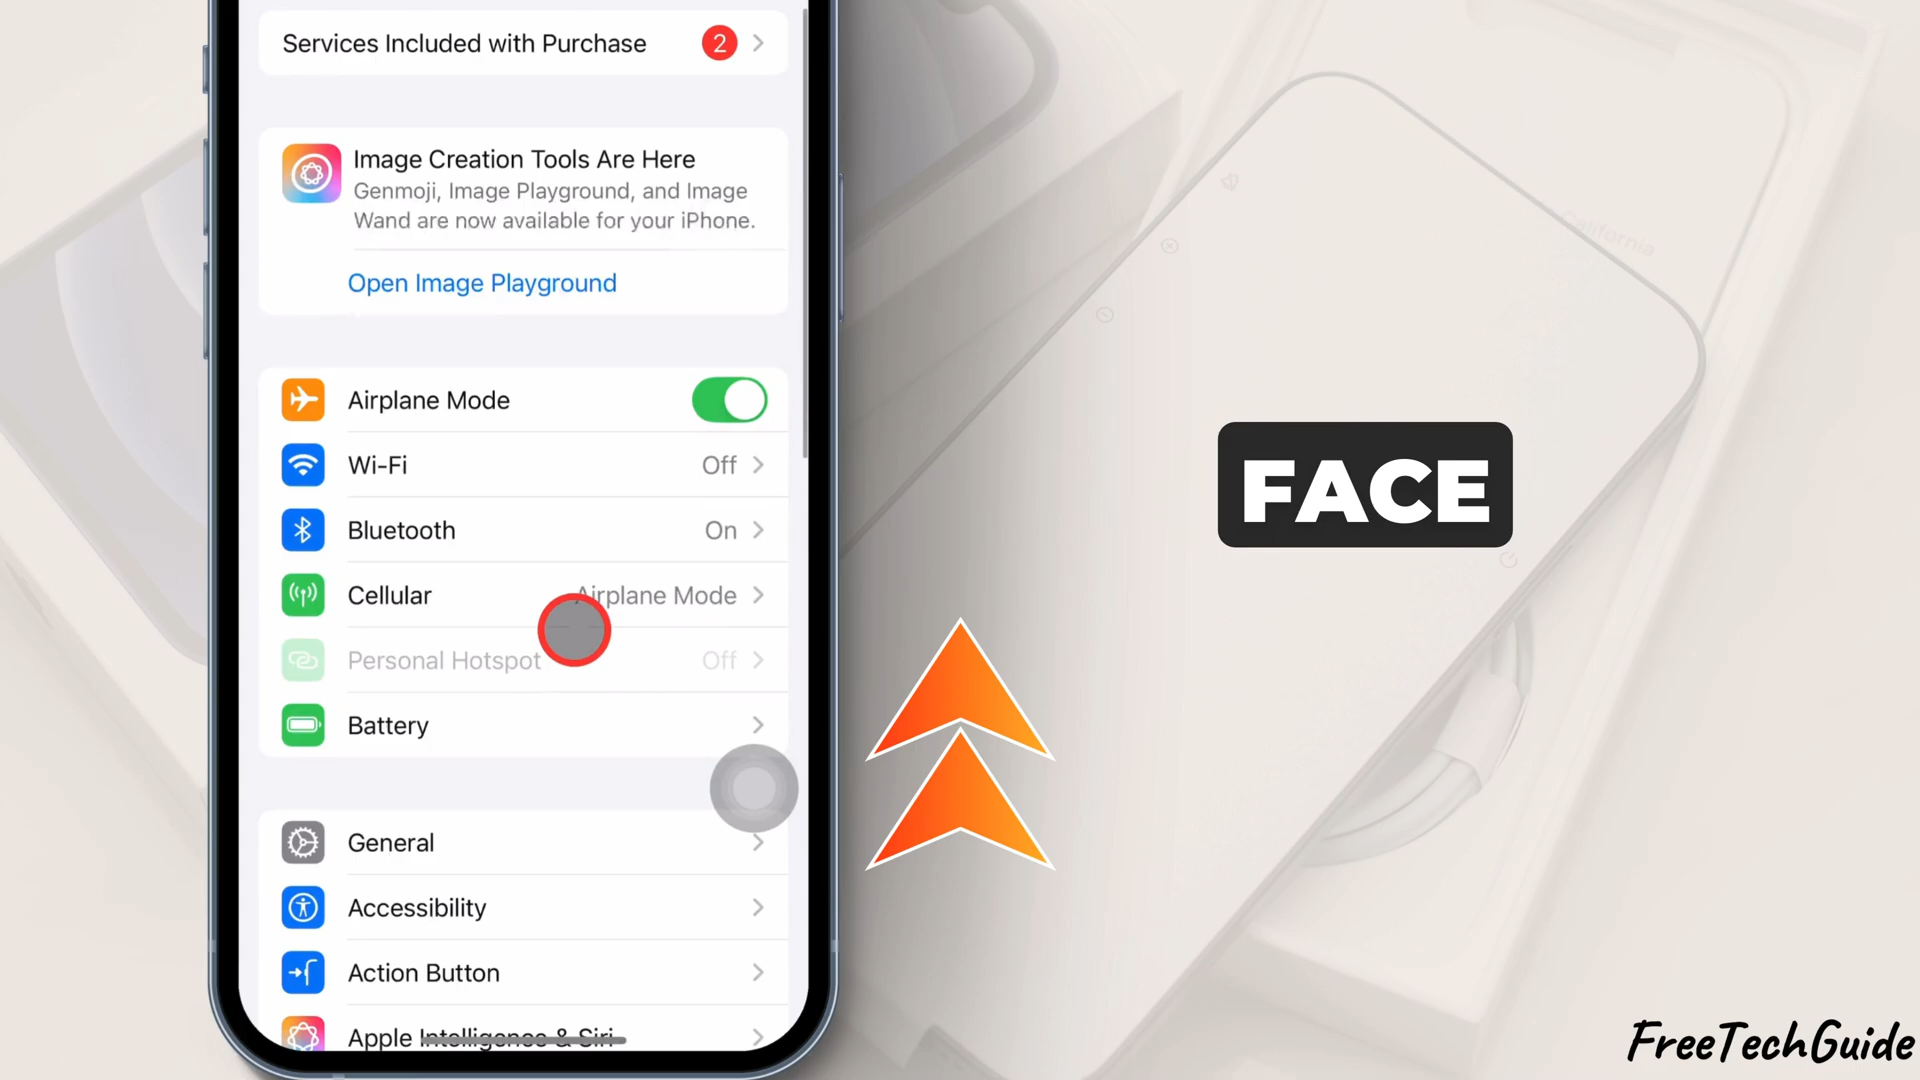 Services Included with Purchase 2
Image Creation Tools Are Here
Genmoji, Image Playground, and Image
Wand are now available for your iPhone.
Open Image Playground
Airplane Mode
Wi-Fi Off
Bluetooth On
Cellular Airplane Mode
Personal Hotspot Off
Battery
General
Accessibility
Action Button
Apple Intelligence & Siri
FACE
California
FreeTechGuide